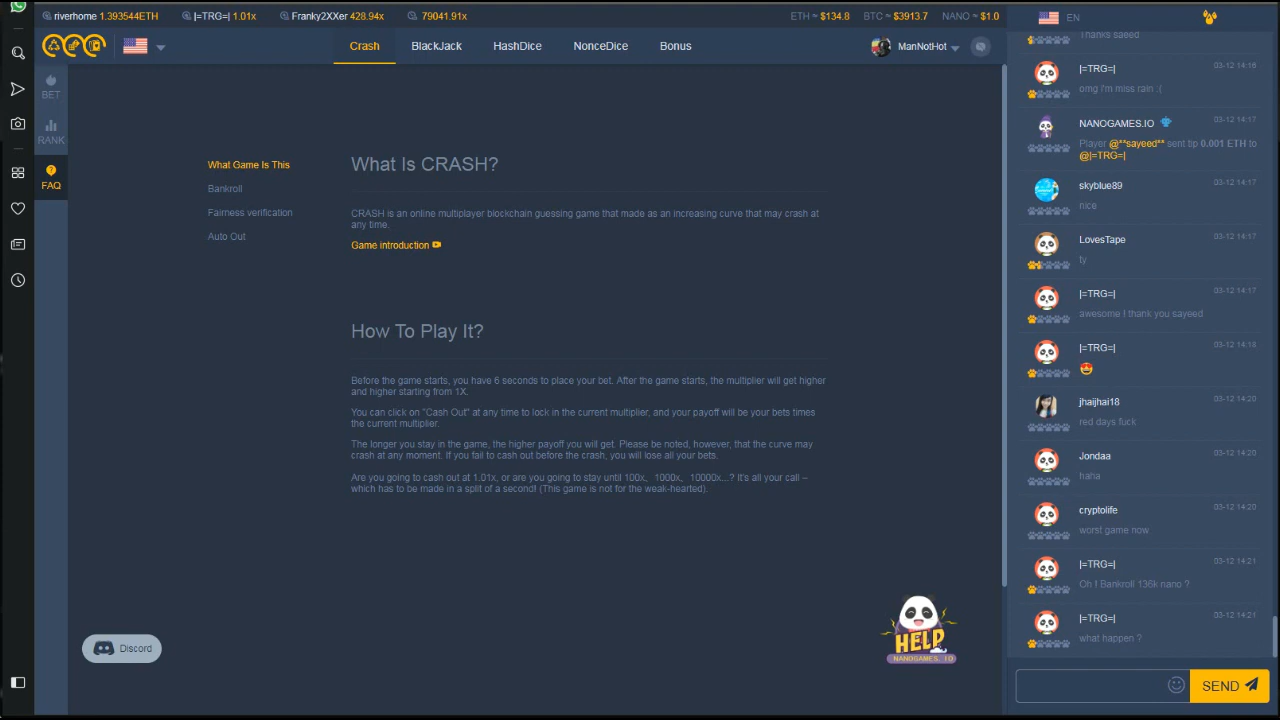 riverhome 1.393544ETH |=TRG=| 1.01x Franky2XXer 428.94x 79041.91x ETH ≈ $134.8 BTC ≈ $3913.7 NANO ≈ $1.0
EN
Crash BlackJack HashDice NonceDice Bonus ManNotHot
BET
RANK
FAQ
What Game Is This
Bankroll
Fairness verification
Auto Out
What Is CRASH?
CRASH is an online multiplayer blockchain guessing game that made as an increasing curve that may crash at
any time.
Game introduction
How To Play It?
Before the game starts, you have 6 seconds to place your bet. After the game starts, the multiplier will get higher
and higher starting from 1X.
You can click on "Cash Out" at any time to lock in the current multiplier, and your payoff will be your bets times
the current multiplier.
The longer you stay in the game, the higher payoff you will get. Please be noted, however, that the curve may
crash at any moment. If you fail to cash out before the crash, you will lose all your bets.
Are you going to cash out at 1.01x, or are you going to stay until 100x、1000x、10000x...? It's all your call –
which has to be made in a split of a second! (This game is not for the weak-hearted).
Discord
HELP
NANOGAMES.IO
Thanks saeed
|=TRG=| 03-12 14:16
omg I'm miss rain :(
NANOGAMES.IO 03-12 14:17
Player @**sayeed** sent tip 0.001 ETH to
@|=TRG=|
skyblue89 03-12 14:17
nice
LovesTape 03-12 14:17
ty
|=TRG=| 03-12 14:17
awesome I thank you sayeed
|=TRG=| 03-12 14:18
jhaijhai18 03-12 14:20
red days fuck
Jondaa 03-12 14:20
haha
cryptolife 03-12 14:20
worst game now
|=TRG=| 03-12 14:21
Oh ! Bankroll 136k nano ?
|=TRG=| 03-12 14:21
what happen ?
SEND